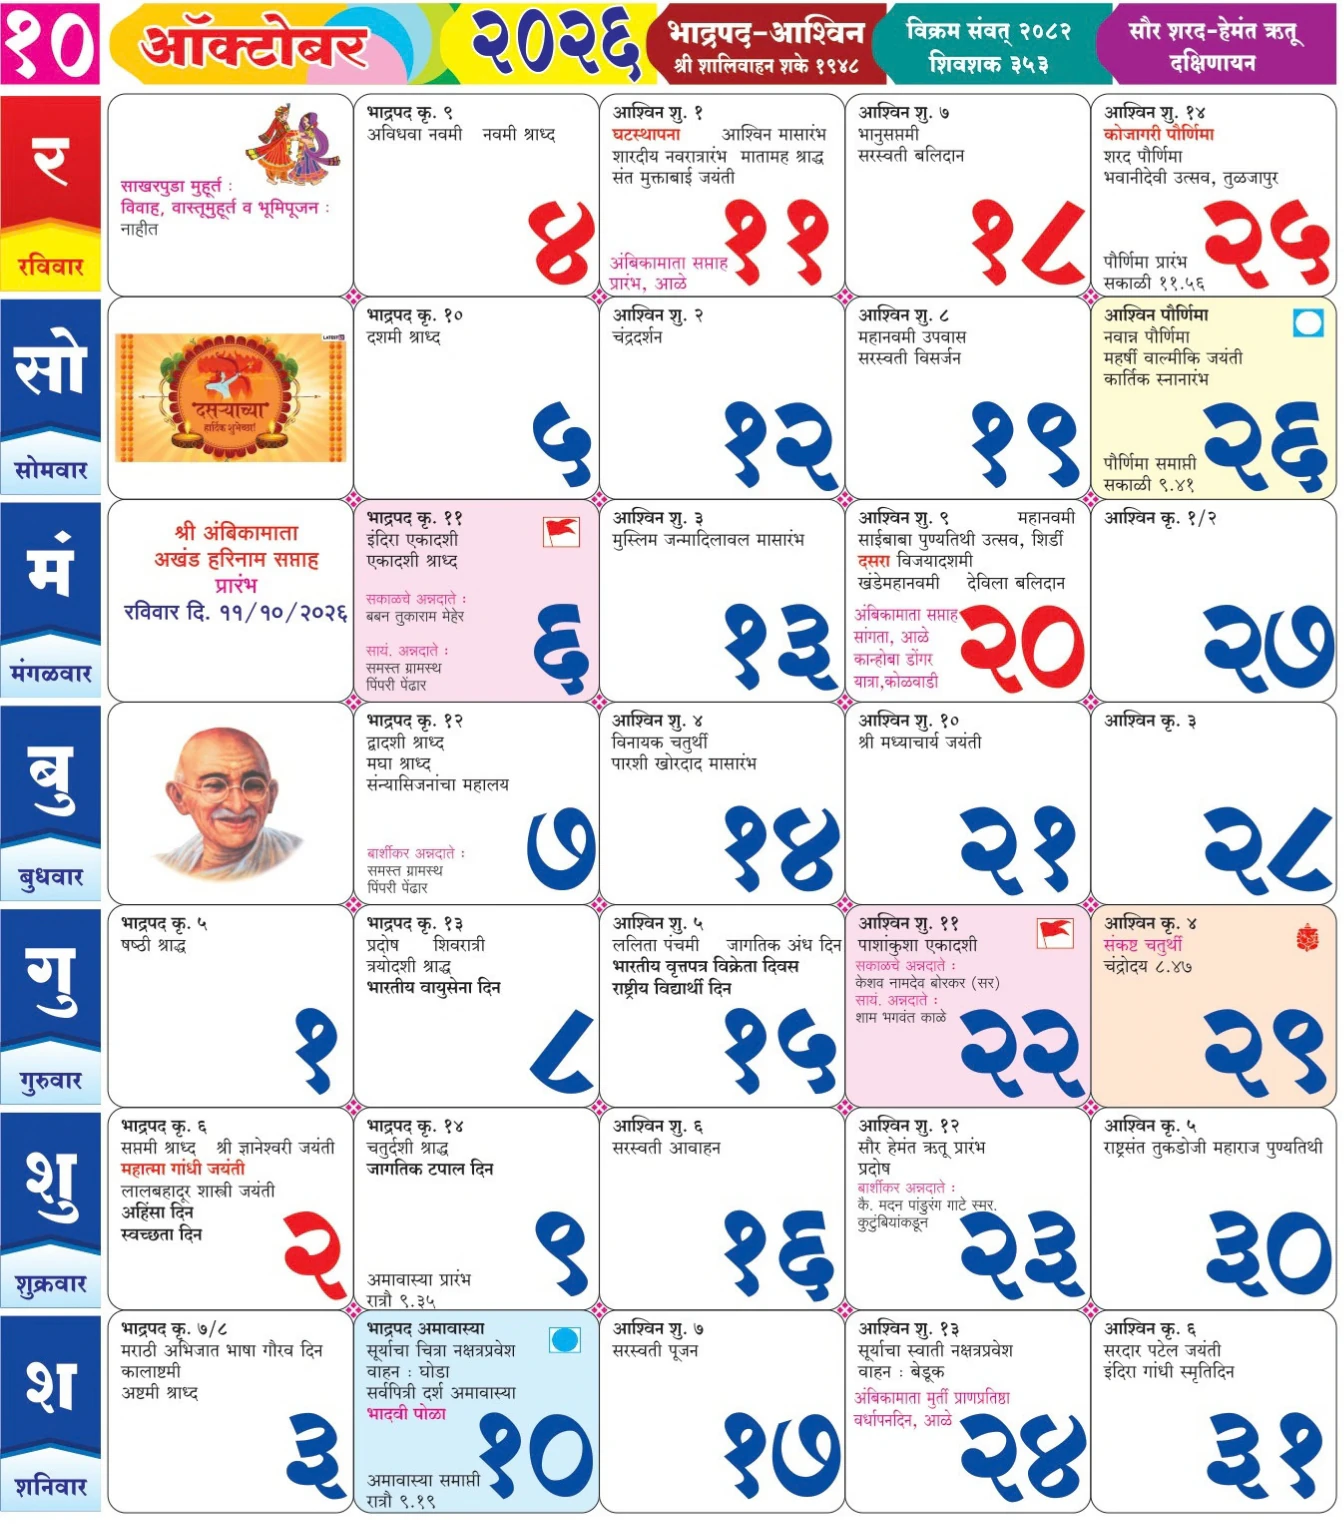 १०
ऑक्टोबर
२०२६
भाद्रपद-आश्विन
श्री शालिवाहन शके १९४८
विक्रम संवत् २०८२
शिवशक ३५३
सौर शरद-हेमंत ऋतू
दक्षिणायन
र
रविवार
साखरपुडा मुहूर्त :
विवाह, वास्तूमुहूर्त व भूमिपूजन :
नाहीत
भाद्रपद कृ. ९
अविधवा नवमी नवमी श्राध्द
४
आश्विन शु. १
घटस्थापना आश्विन मासारंभ
शारदीय नवरात्रारंभ मातामह श्राद्ध
संत मुक्ताबाई जयंती
अंबिकामाता सप्ताह
प्रारंभ, आळे
११
आश्विन शु. ७
भानुसप्तमी
सरस्वती बलिदान
१८
आश्विन शु. १४
कोजागरी पौर्णिमा
शरद पौर्णिमा
भवानीदेवी उत्सव, तुळजापुर
पौर्णिमा प्रारंभ
सकाळी ११.५६
२५
सो
सोमवार
LATEST
दसऱ्याच्या
हार्दिक शुभेच्छा!
भाद्रपद कृ. १०
दशमी श्राध्द
५
आश्विन शु. २
चंद्रदर्शन
१२
आश्विन शु. ८
महानवमी उपवास
सरस्वती विसर्जन
१९
आश्विन पौर्णिमा
नवान्न पौर्णिमा
महर्षी वाल्मीकि जयंती
कार्तिक स्नानारंभ
पौर्णिमा समाप्ती
सकाळी ९.४१
२६
मं
मंगळवार
श्री अंबिकामाता
अखंड हरिनाम सप्ताह
प्रारंभ
रविवार दि. ११/१०/२०२६
भाद्रपद कृ. ११
इंदिरा एकादशी
एकादशी श्राध्द
सकाळचे अन्नदाते :
बबन तुकाराम मेहेर
सायं. अन्नदाते :
समस्त ग्रामस्थ
पिंपरी पेंढार
६
आश्विन शु. ३
मुस्लिम जन्मादिलावल मासारंभ
१३
आश्विन शु. ९ महानवमी
साईबाबा पुण्यतिथी उत्सव, शिर्डी
दसरा विजयादशमी
खंडेमहानवमी देविला बलिदान
अंबिकामाता सप्ताह
सांगता, आळे
कान्होबा डोंगर
यात्रा,कोळवाडी
२०
आश्विन कृ. १/२
२७
बु
बुधवार
भाद्रपद कृ. १२
द्वादशी श्राध्द
मघा श्राध्द
संन्यासिजनांचा महालय
बार्शीकर अन्नदाते :
समस्त ग्रामस्थ
पिंपरी पेंढार
७
आश्विन शु. ४
विनायक चतुर्थी
पारशी खोरदाद मासारंभ
१४
आश्विन शु. १०
श्री मध्वाचार्य जयंती
२१
आश्विन कृ. ३
२८
गु
गुरुवार
भाद्रपद कृ. ५
षष्ठी श्राद्ध
१
भाद्रपद कृ. १३
प्रदोष शिवरात्री
त्रयोदशी श्राद्ध
भारतीय वायुसेना दिन
८
आश्विन शु. ५
ललिता पंचमी जागतिक अंध दिन
भारतीय वृत्तपत्र विक्रेता दिवस
राष्ट्रीय विद्यार्थी दिन
१५
आश्विन शु. ११
पाशांकुशा एकादशी
सकाळचे अन्नदाते :
केशव नामदेव बोरकर (सर)
सायं. अन्नदाते :
शाम भगवंत काळे
२२
आश्विन कृ. ४
संकष्ट चतुर्थी
चंद्रोदय ८.४७
२९
शु
शुक्रवार
भाद्रपद कृ. ६
सप्तमी श्राध्द श्री ज्ञानेश्वरी जयंती
महात्मा गांधी जयंती
लालबहादूर शास्त्री जयंती
अहिंसा दिन
स्वच्छता दिन
२
भाद्रपद कृ. १४
चतुर्दशी श्राद्ध
जागतिक टपाल दिन
अमावास्या प्रारंभ
रात्रौ ९.३५
९
आश्विन शु. ६
सरस्वती आवाहन
१६
आश्विन शु. १२
सौर हेमंत ऋतू प्रारंभ
प्रदोष
बार्शीकर अन्नदाते :
कै. मदन पांडुरंग गाटे स्मर.
कुटुंबियांकडून
२३
आश्विन कृ. ५
राष्ट्रसंत तुकडोजी महाराज पुण्यतिथी
३०
श
शनिवार
भाद्रपद कृ. ७/८
मराठी अभिजात भाषा गौरव दिन
कालाष्टमी
अष्टमी श्राध्द
३
भाद्रपद अमावास्या
सूर्याचा चित्रा नक्षत्रप्रवेश
वाहन : घोडा
सर्वपित्री दर्श अमावास्या
भादवी पोळा
अमावास्या समाप्ती
रात्रौ ९.१९
१०
आश्विन शु. ७
सरस्वती पूजन
१७
आश्विन शु. १३
सूर्याचा स्वाती नक्षत्रप्रवेश
वाहन : बेडूक
अंबिकामाता मुर्ती प्राणप्रतिष्ठा
वर्धापनदिन, आळे
२४
आश्विन कृ. ६
सरदार पटेल जयंती
इंदिरा गांधी स्मृतिदिन
३१